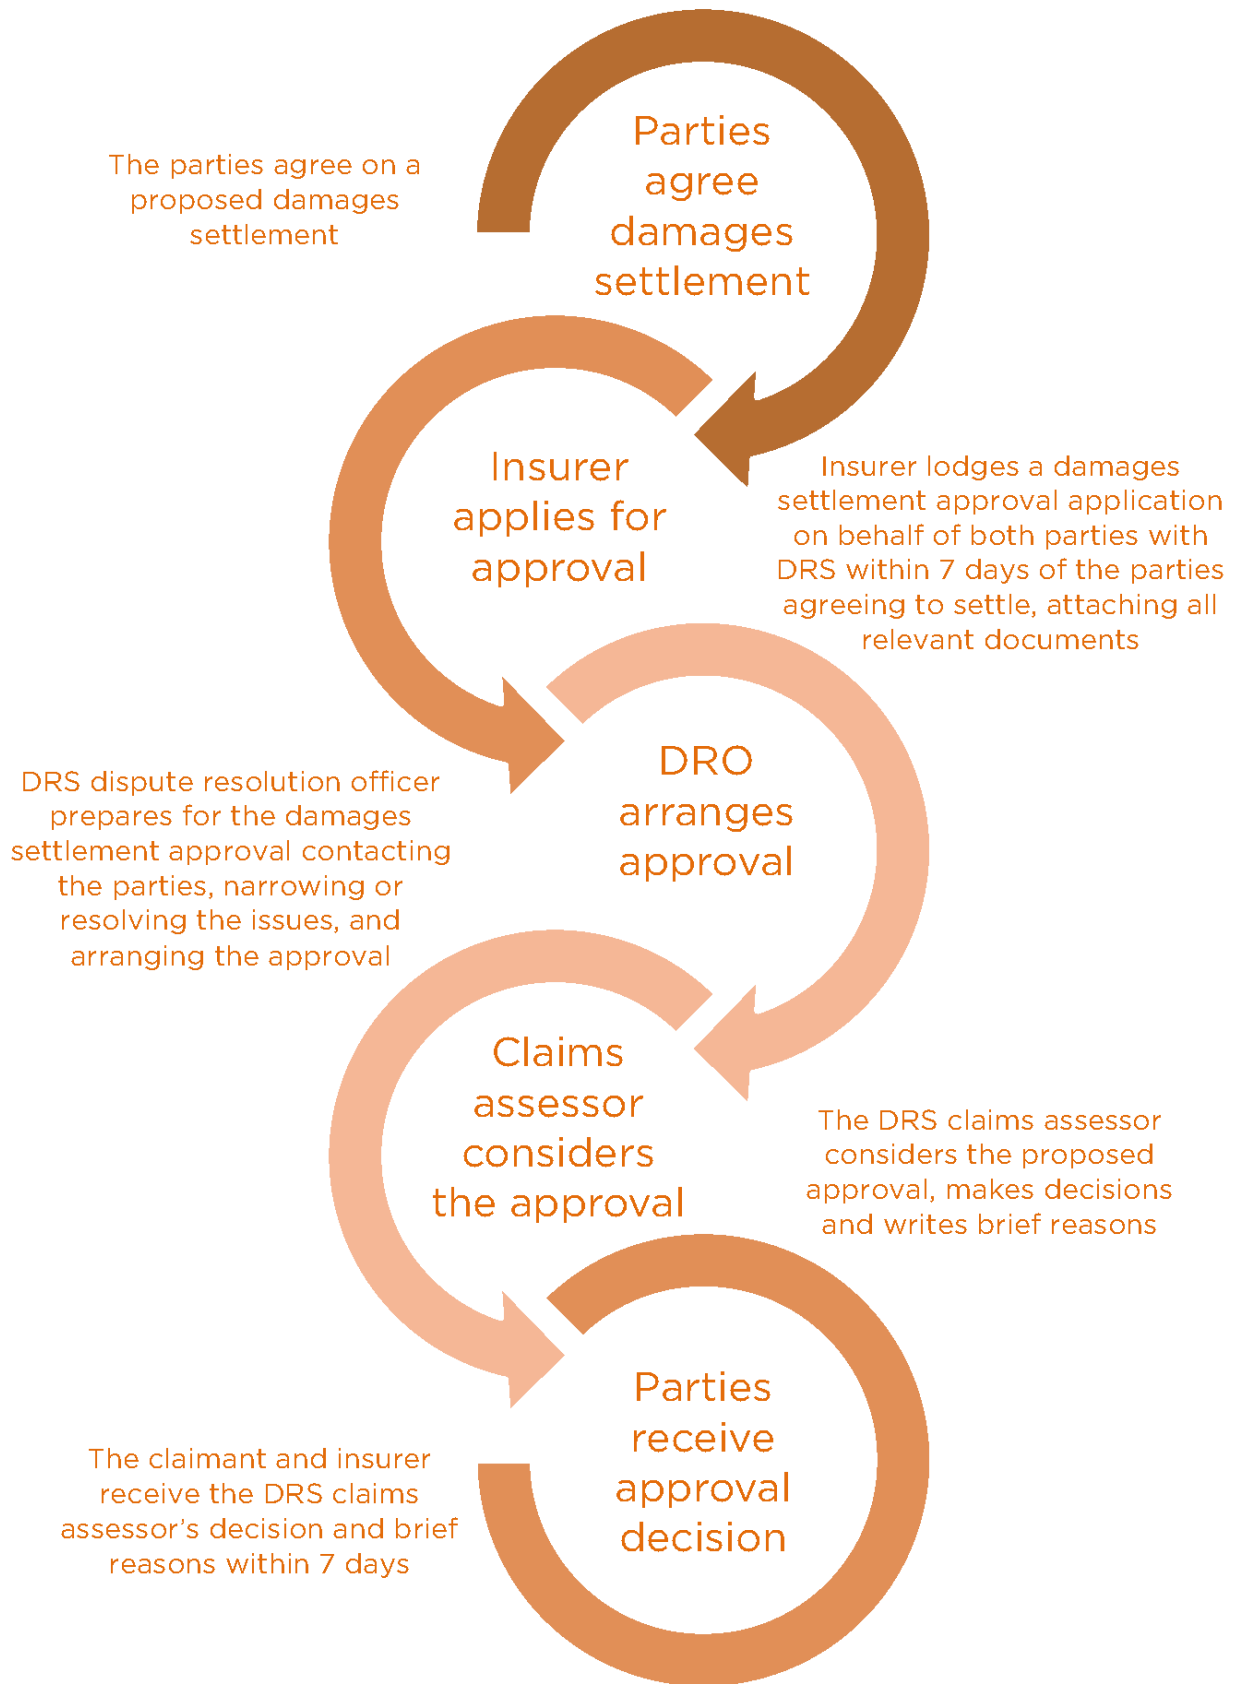 Parties
agree
damages
settlement
The parties agree on a
proposed damages
settlement
Insurer
applies for
approval
Insurer lodges a damages
settlement approval application
on behalf of both parties with
DRS within 7 days of the parties
agreeing to settle, attaching all
relevant documents
DRO
arranges
approval
DRS dispute resolution officer
prepares for the damages
settlement approval contacting
the parties, narrowing or
resolving the issues, and
arranging the approval
Claims
assessor
considers
the approval
The DRS claims assessor
considers the proposed
approval, makes decisions
and writes brief reasons
Parties
receive
approval
decision
The claimant and insurer
receive the DRS claims
assessor’s decision and brief
reasons within 7 days